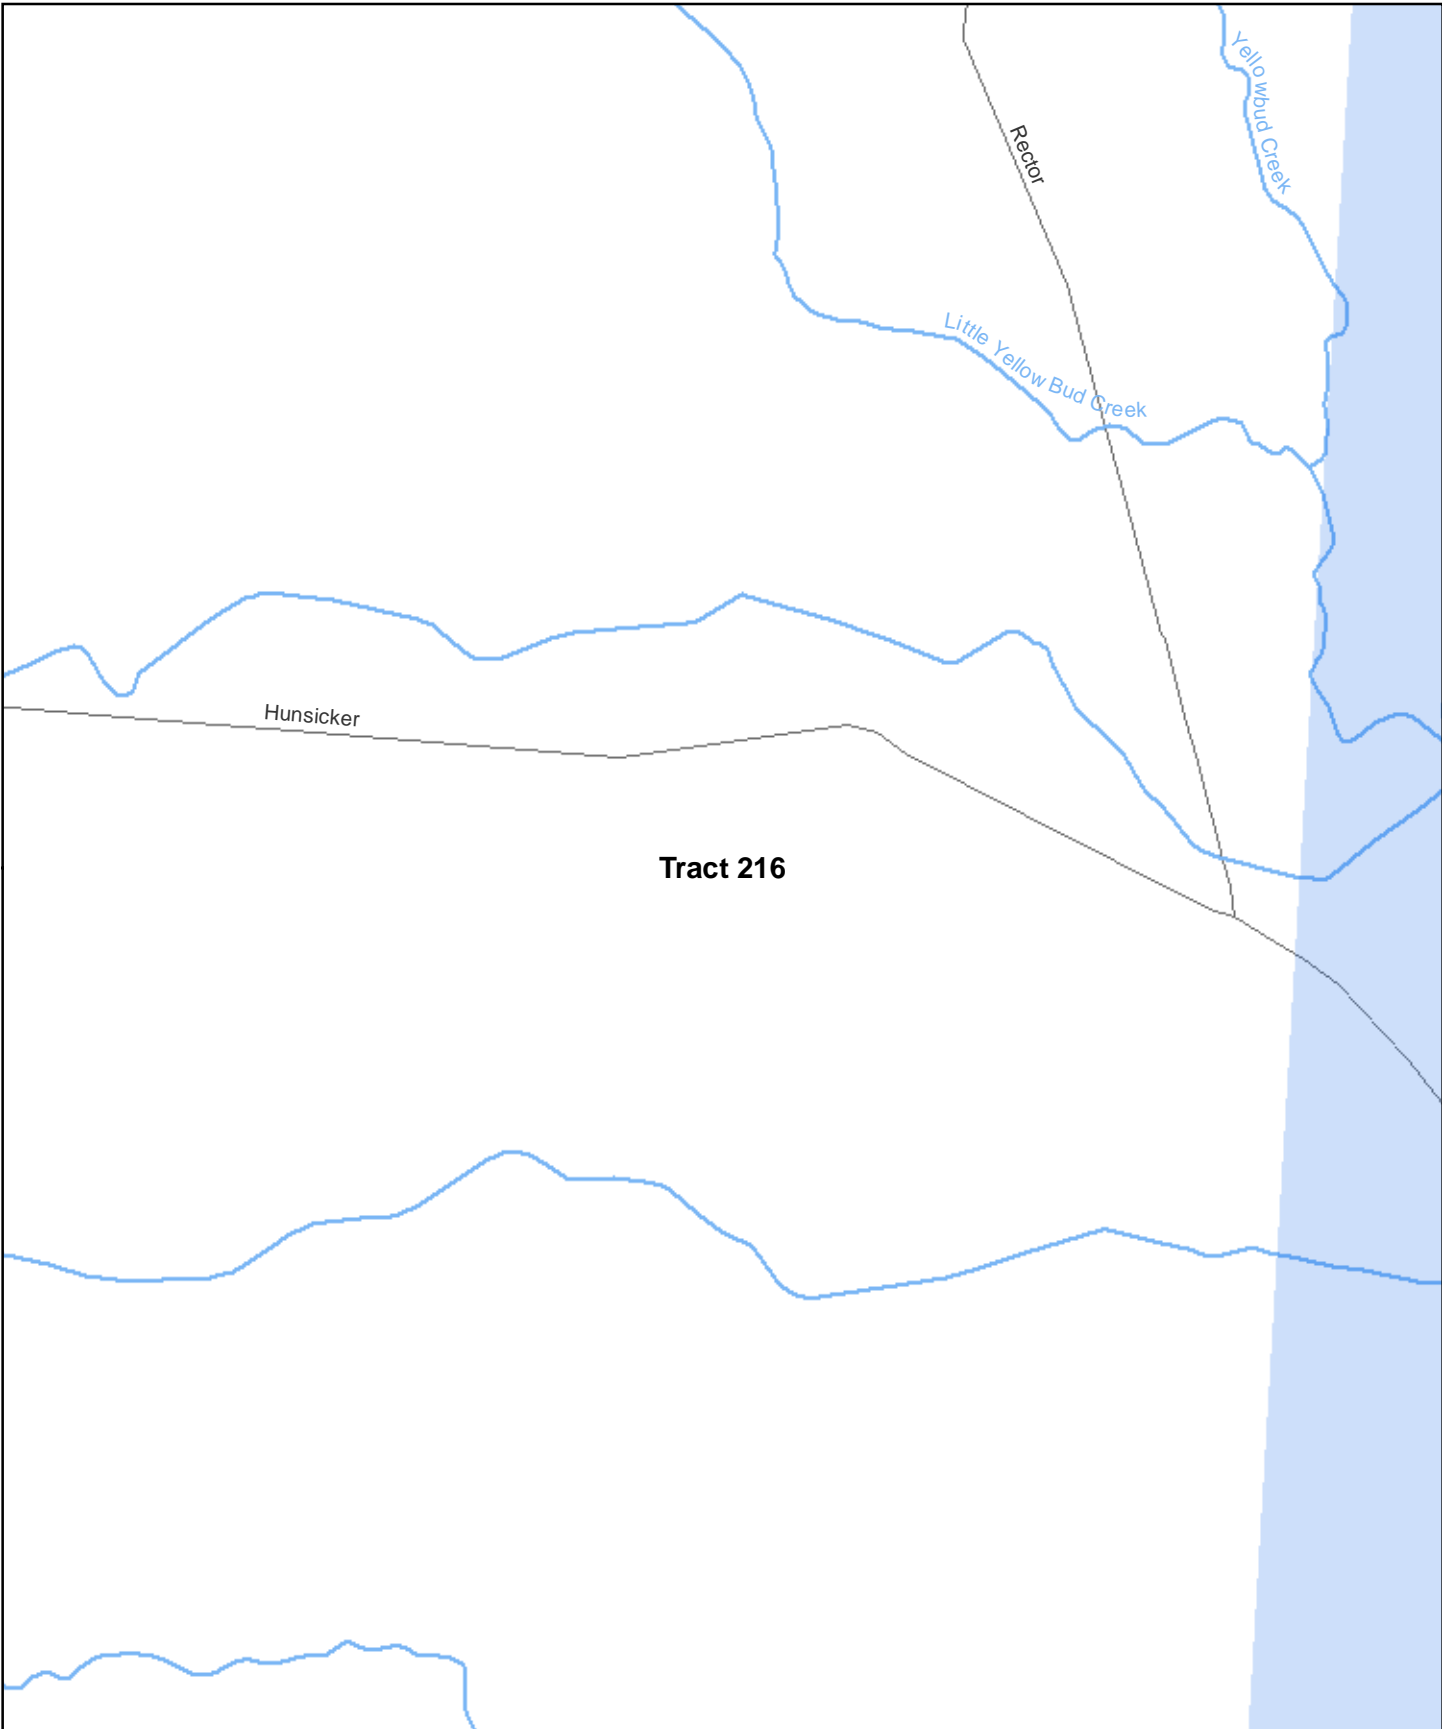 Yellowbud Creek
Rector
Little Yellow Bud Creek
Hunsicker
Tract 216